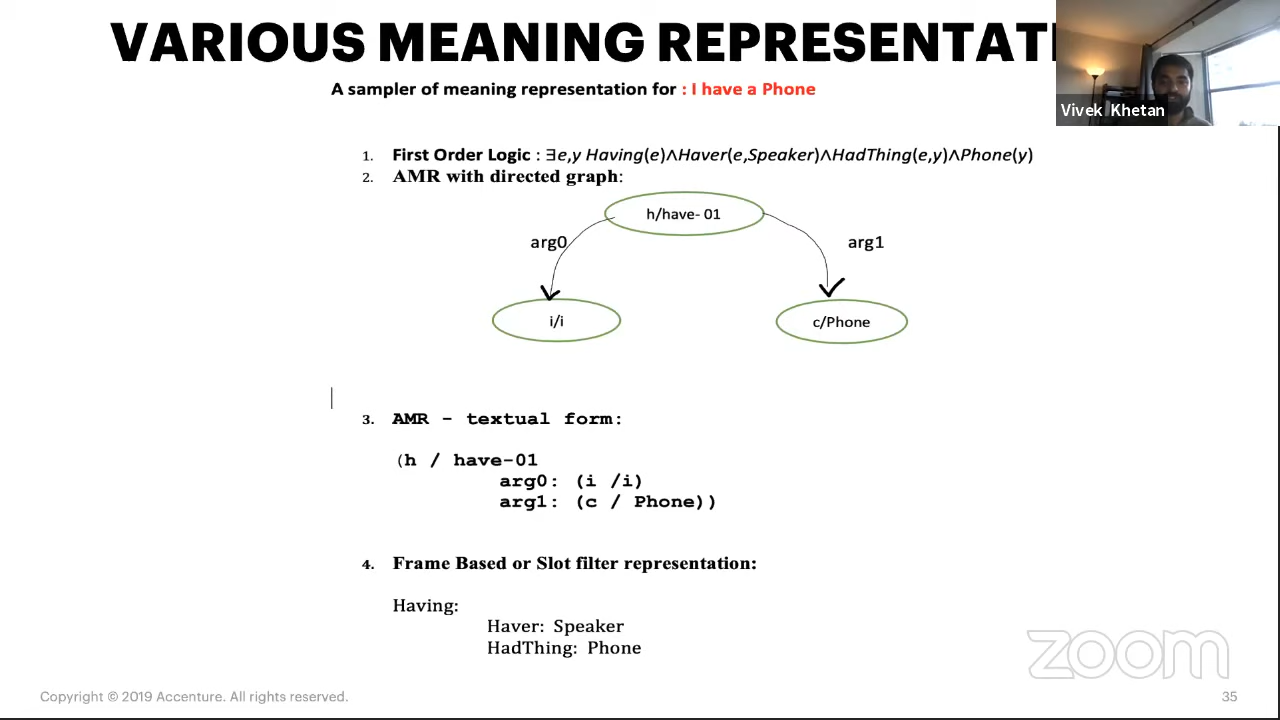 VARIOUS MEANING REPRESENTATI
A sampler of meaning representation for : I have a Phone
Vivek Khetan
1. First Order Logic : ∃e,y Having(e)∧Haver(e,Speaker)∧HadThing(e,y)∧Phone(y)
2. AMR with directed graph:
h/have- 01
arg0 arg1
i/i c/Phone
3. AMR - textual form:
(h / have-01
arg0: (i /i)
arg1: (c / Phone))
4. Frame Based or Slot filter representation:
Having:
Haver: Speaker
HadThing: Phone
zoom
Copyright © 2019 Accenture. All rights reserved. 35